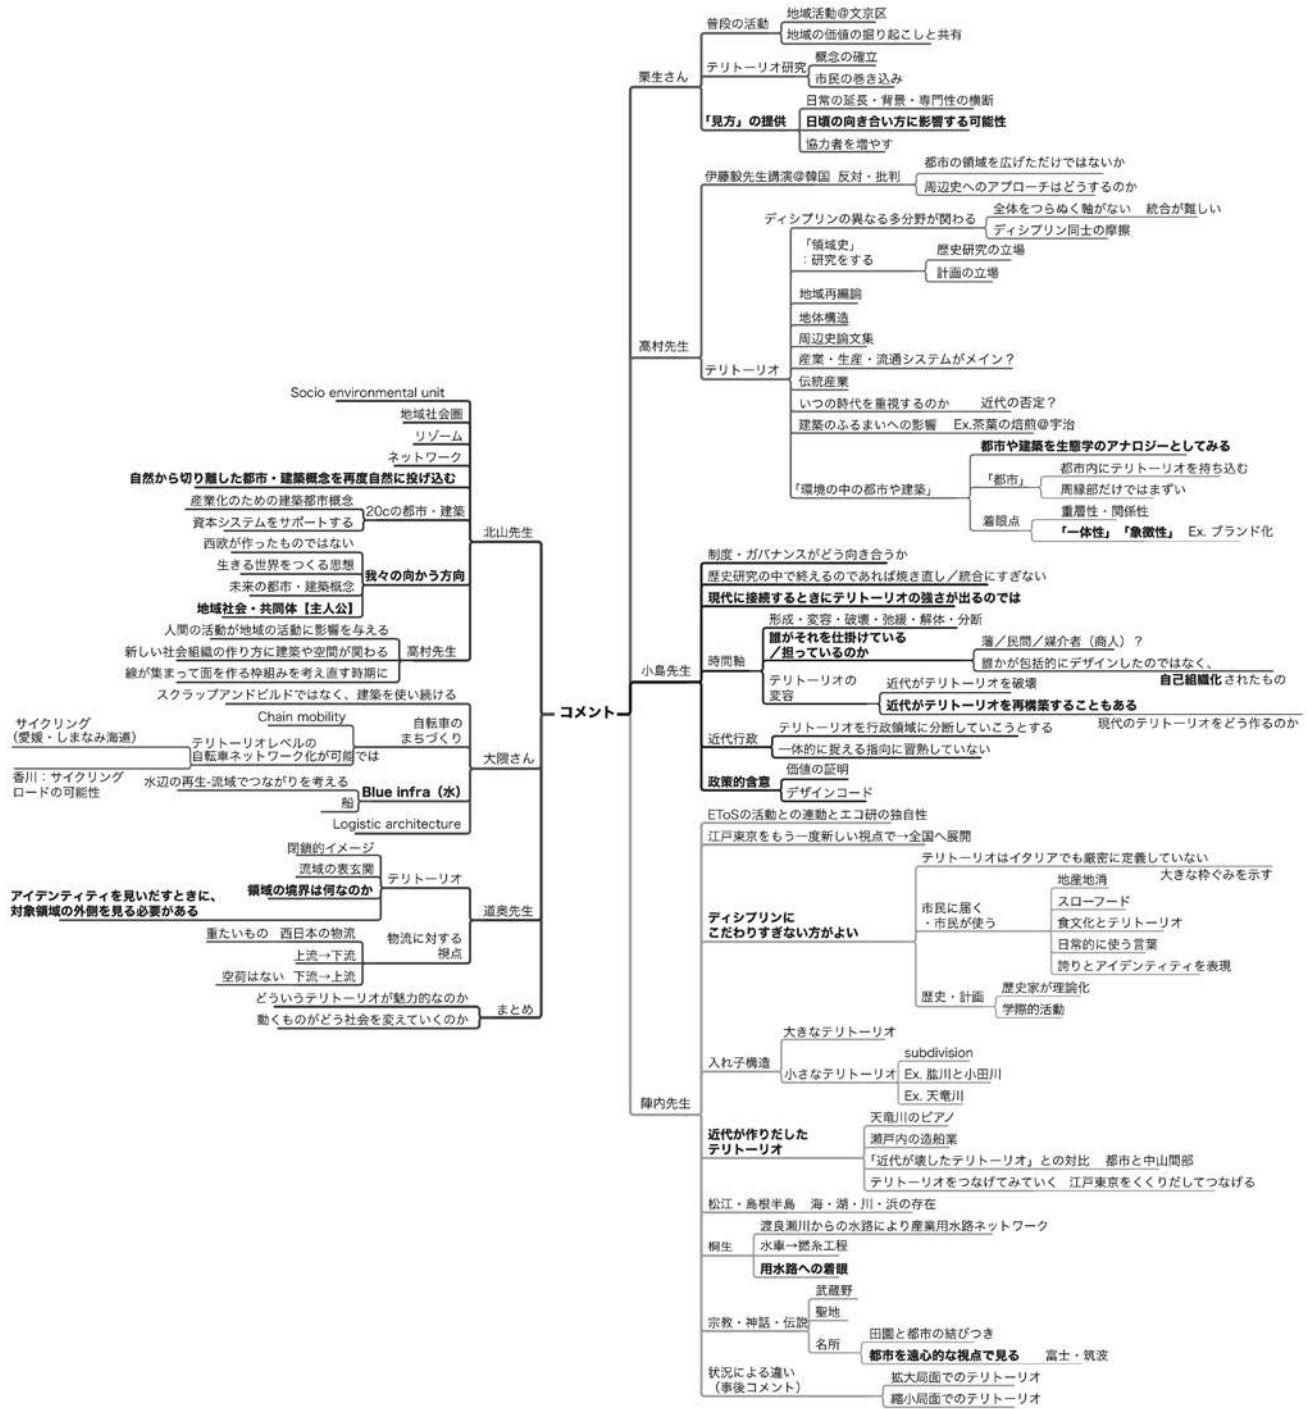 コメント
栗生さん
普段の活動
地域活動@文京区
地域の価値の掘り起こしと共有
テリトーリオ研究
概念の確立
市民の巻き込み
「見方」の提供
日常の延長・背景・専門性の横断
日頃の向き合い方に影響する可能性
協力者を増やす
高村先生
伊藤毅先生講演@韓国 反対・批判
都市の領域を広げただけではないか
周辺史へのアプローチはどうするのか
テリトーリオ
ディシプリンの異なる多分野が関わる
全体をつらぬく軸がない 統合が難しい
ディシプリン同士の摩擦
「領域史」
：研究をする
歴史研究の立場
計画の立場
地域再編論
地体構造
周辺史論文集
産業・生産・流通システムがメイン？
伝統産業
いつの時代を重視するのか 近代の否定？
建築のふるまいへの影響 Ex.茶葉の焙煎@宇治
「環境の中の都市や建築」
都市や建築を生態学のアナロジーとしてみる
「都市」
都市内にテリトーリオを持ち込む
周縁部だけではまずい
着眼点
重層性・関係性
「一体性」「象徴性」 Ex. ブランド化
小島先生
制度・ガバナンスがどう向き合うか
歴史研究の中で終えるのであれば焼き直し／統合にすぎない
現代に接続するときにテリトーリオの強さが出るのでは
時間軸
形成・変容・破壊・弛緩・解体・分断
誰がそれを仕掛けている
／担っているのか
藩／民間／媒介者（商人）？
誰かが包括的にデザインしたのではなく、
自己組織化されたもの
テリトーリオの
変容
近代がテリトーリオを破壊
近代がテリトーリオを再構築することもある
現代のテリトーリオをどう作るのか
近代行政
テリトーリオを行政領域に分断していこうとする
一体的に捉える指向に習熟していない
政策的含意
価値の証明
デザインコード
陣内先生
EToSの活動との連動とエコ研の独自性
江戸東京をもう一度新しい視点で→全国へ展開
ディシプリンに
こだわりすぎない方がよい
テリトーリオはイタリアでも厳密に定義していない
大きな枠ぐみを示す
市民に届く
・市民が使う
地産地消
スローフード
食文化とテリトーリオ
日常的に使う言葉
誇りとアイデンティティを表現
歴史・計画
歴史家が理論化
学際的活動
入れ子構造
大きなテリトーリオ
小さなテリトーリオ
subdivision
Ex. 肱川と小田川
Ex. 天竜川
近代が作りだした
テリトーリオ
天竜川のピアノ
瀬戸内の造船業
「近代が壊したテリトーリオ」との対比 都市と中山間部
テリトーリオをつなげてみていく 江戸東京をくくりだしてつなげる
松江・島根半島 海・湖・川・浜の存在
桐生
渡良瀬川からの水路により産業用水路ネットワーク
水車→撚糸工程
用水路への着眼
宗教・神話・伝説
武蔵野
聖地
名所
田園と都市の結びつき
都市を遠心的な視点で見る 富士・筑波
状況による違い
（事後コメント）
拡大局面でのテリトーリオ
縮小局面でのテリトーリオ
北山先生
Socio environmental unit
地域社会圏
リゾーム
ネットワーク
自然から切り離した都市・建築概念を再度自然に投げ込む
20cの都市・建築
産業化のための建築都市概念
資本システムをサポートする
我々の向かう方向
西欧が作ったものではない
生きる世界をつくる思想
未来の都市・建築概念
地域社会・共同体【主人公】
高村先生
人間の活動が地域の活動に影響を与える
新しい社会組織の作り方に建築や空間が関わる
線が集まって面を作る枠組みを考え直す時期に
大隈さん
スクラップアンドビルドではなく、建築を使い続ける
自転車の
まちづくり
Chain mobility
テリトーリオレベルの
自転車ネットワーク化が可能では
サイクリング
（愛媛・しまなみ海道）
香川：サイクリング
ロードの可能性
Blue infra（水）
水辺の再生-流域でつながりを考える
船
Logistic architecture
道奥先生
テリトーリオ
閉鎖的イメージ
流域の表玄関
領域の境界は何なのか
アイデンティティを見いだすときに、
対象領域の外側を見る必要がある
物流に対する
視点
重たいもの 西日本の物流
上流→下流
空荷はない 下流→上流
まとめ
どういうテリトーリオが魅力的なのか
動くものがどう社会を変えていくのか